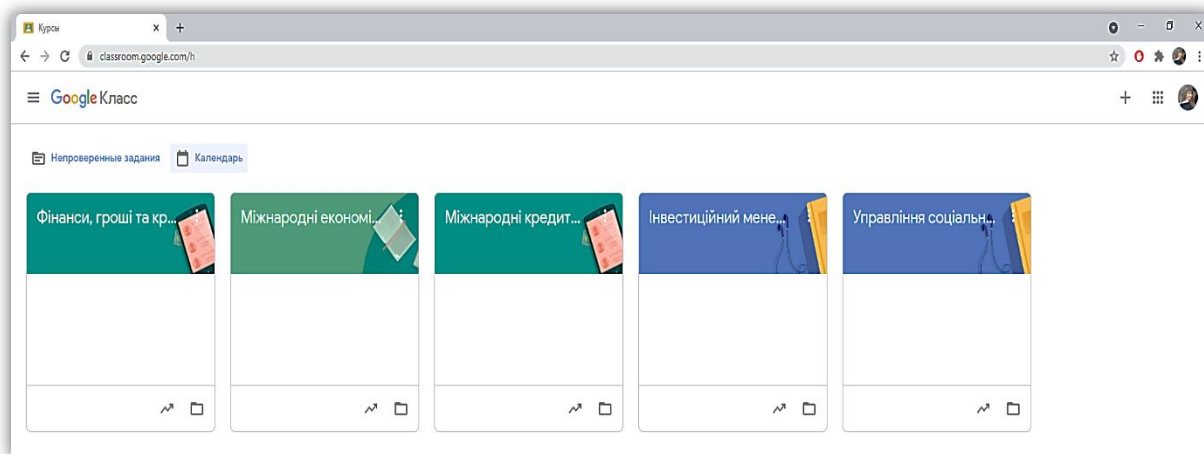 Курсы
classroom.google.com/h
Google Класс
Непроверенные задания Календарь
Фінанси, гроші та кр...
Міжнародні економі...
Міжнародні кредит...
Інвестиційний мене...
Управління соціальн...